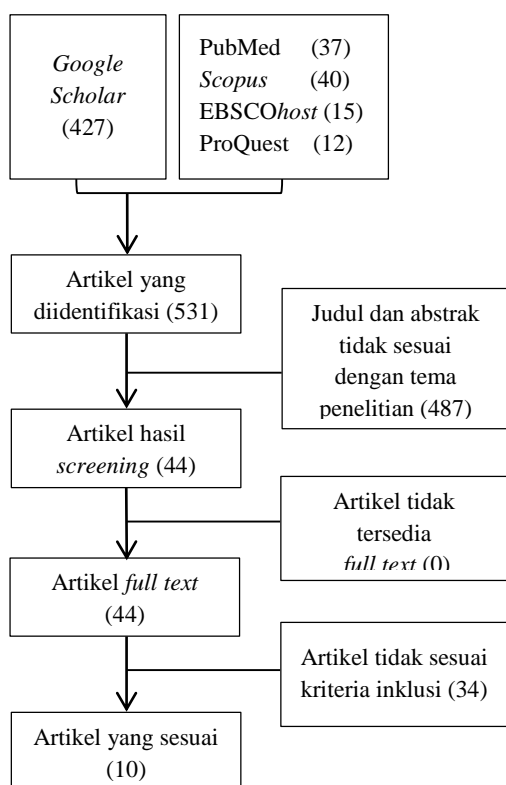 Google
Scholar
(427)
PubMed (37)
Scopus (40)
EBSCOhost (15)
ProQuest (12)
Artikel yang
diidentifikasi (531)
Judul dan abstrak
tidak sesuai
dengan tema
penelitian (487)
Artikel hasil
screening (44)
Artikel tidak
tersedia
full text (0)
Artikel full text
(44)
Artikel tidak sesuai
kriteria inklusi (34)
Artikel yang sesuai
(10)